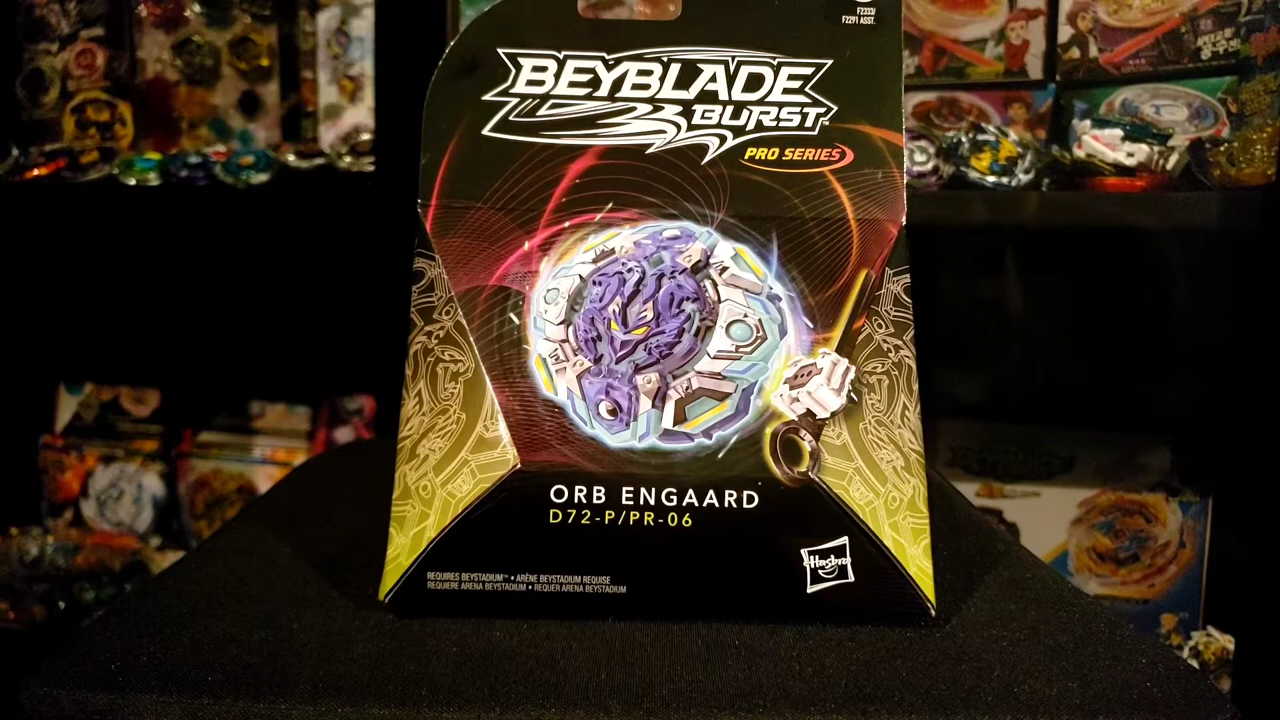 F2333/
F2291 ASST.
BEYBLADE
BURST
PRO SERIES
ORB ENGAARD
D72-P/PR-06
Hasbro
REQUIRES BEYSTADIUM™ • ARÈNE BEYSTADIUM REQUISE
REQUIERE ARENA BEYSTADIUM • REQUER ARENA BEYSTADIUM